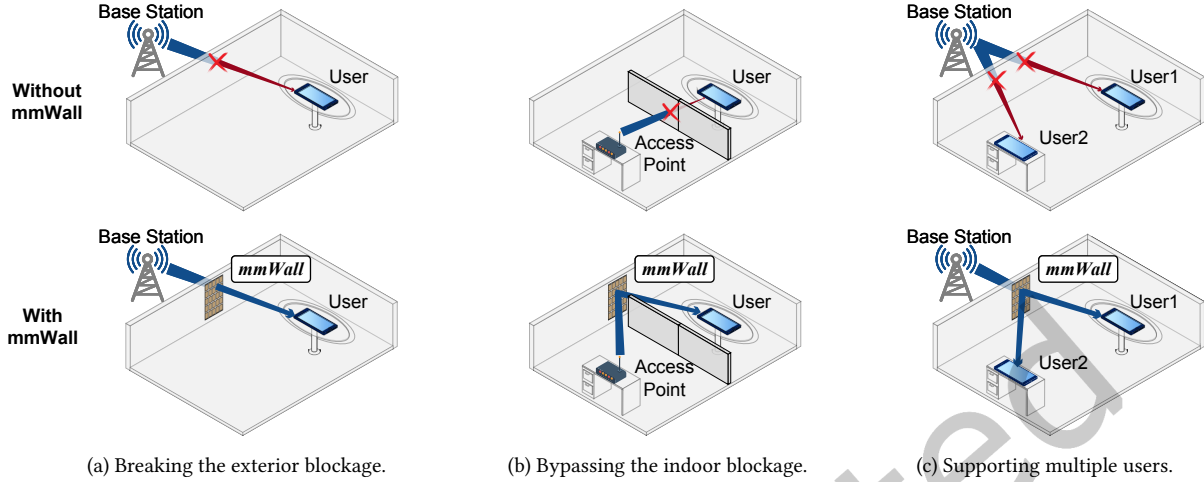 Base Station
User
Without
mmWall
User
Access
Point
Base Station
User1
User2
Base Station
mmWall
User
With
mmWall
mmWall
User
Access
Point
Base Station
mmWall
User1
User2
(a) Breaking the exterior blockage.
(b) Bypassing the indoor blockage.
(c) Supporting multiple users.
ted